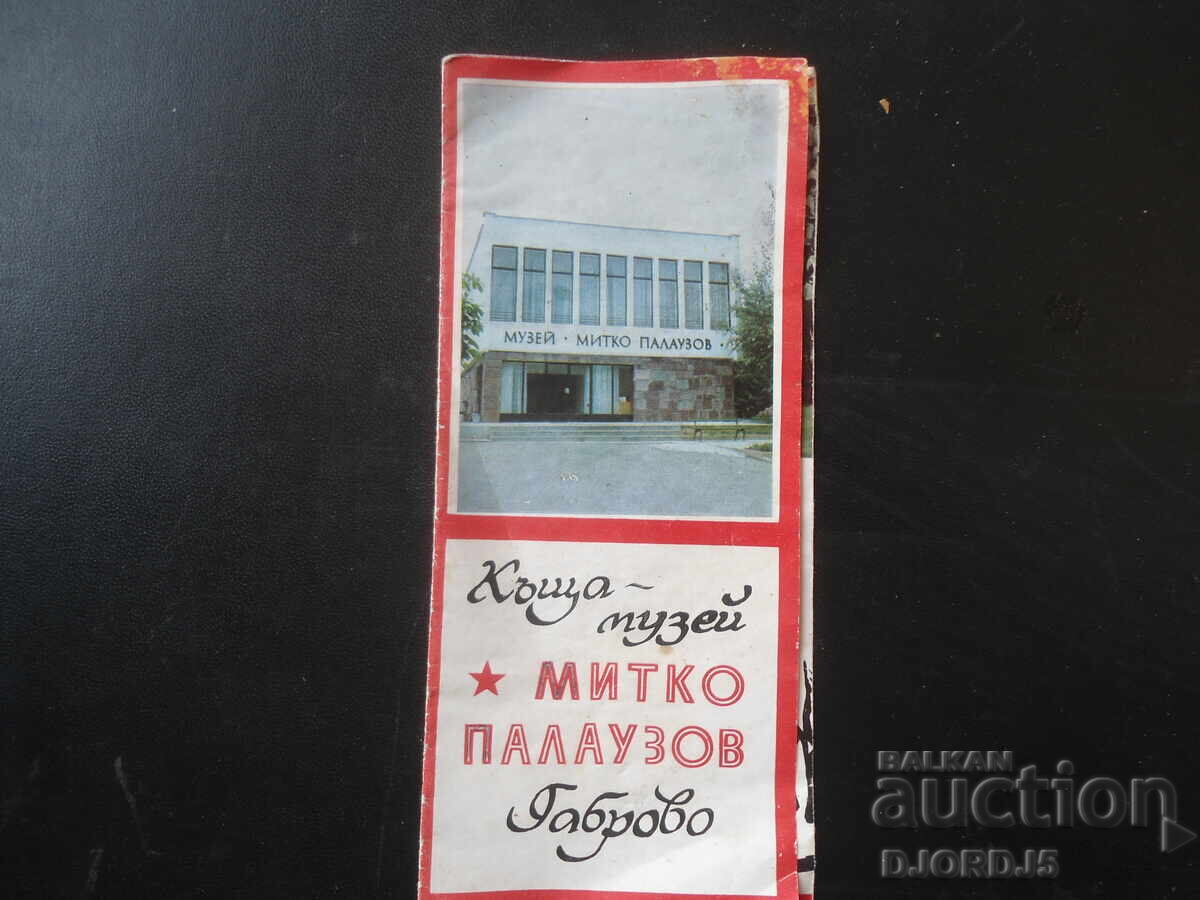 МУЗЕЙ · МИТКО ПАЛАУЗОВ ·
Къща-
музей
★ МИТКО
ПАЛАУЗОВ
Габрово
BALKAN
auction
DJORDJ5